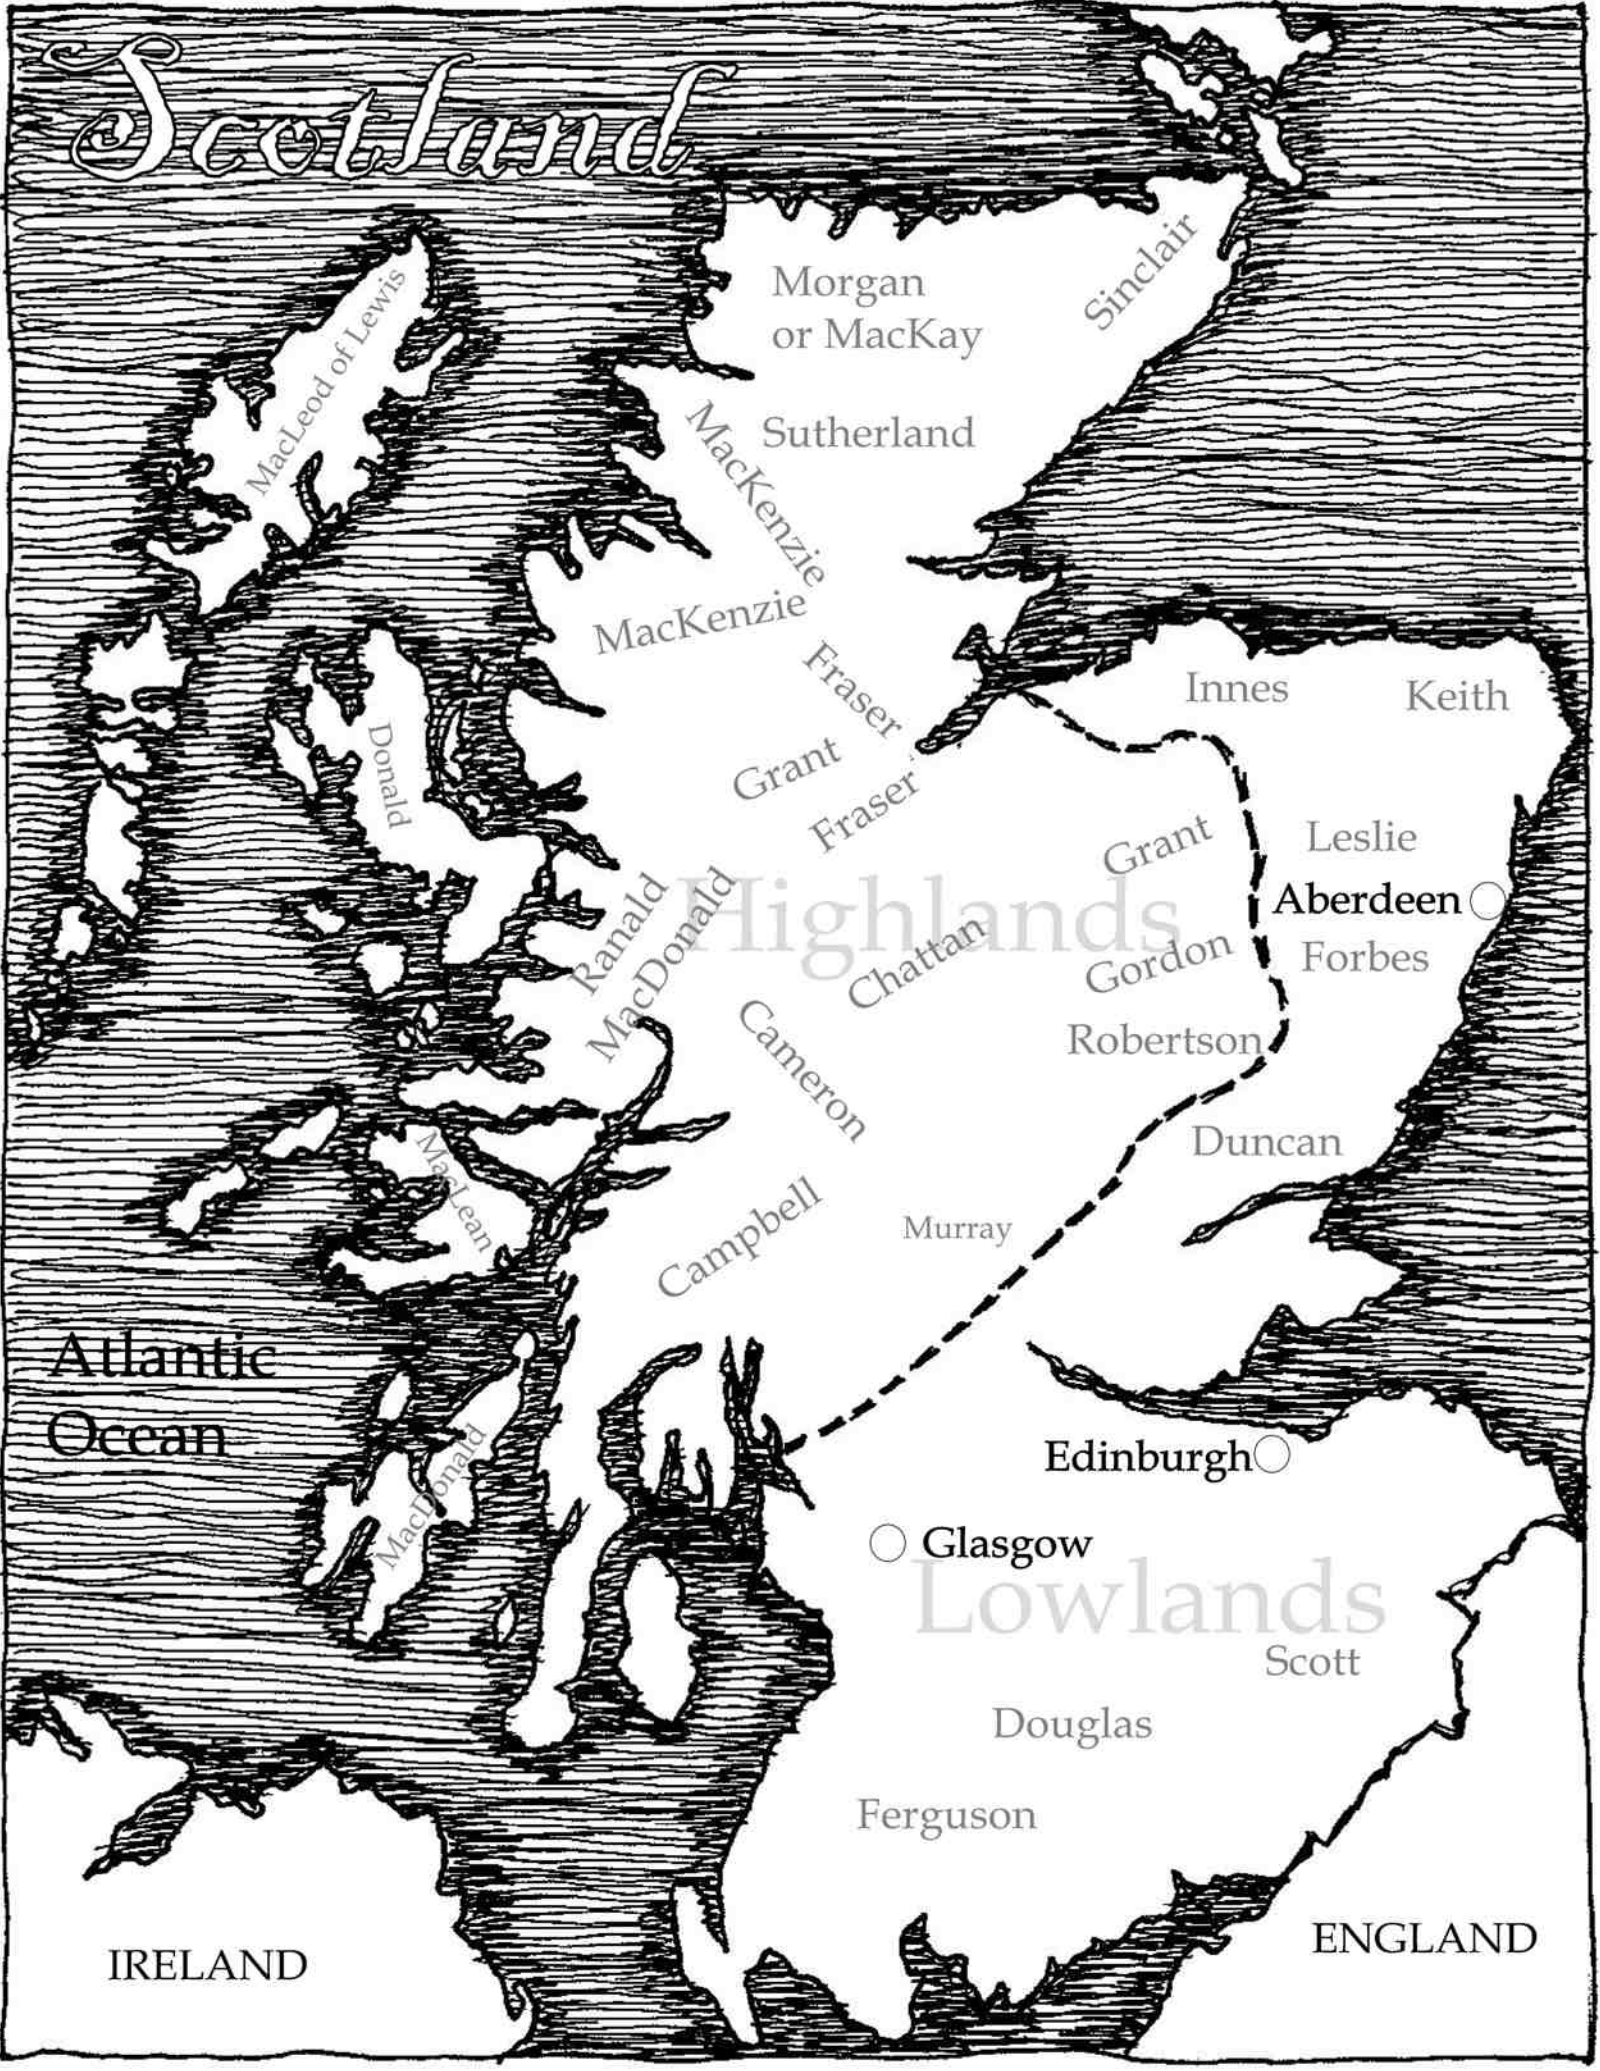 Scotland
MacLeod of Lewis
Morgan
or MacKay
Sinclair
Sutherland
MacKenzie
MacKenzie
Fraser
Innes
Keith
Donald
Grant
Fraser
Grant
Leslie
Highlands
Aberdeen
Ranald
MacDonald
Chattan
Gordon
Forbes
Cameron
Robertson
Duncan
MacLean
Campbell
Murray
Atlantic
Ocean
MacDonald
Edinburgh
Glasgow
Lowlands
Scott
Douglas
Ferguson
IRELAND
ENGLAND